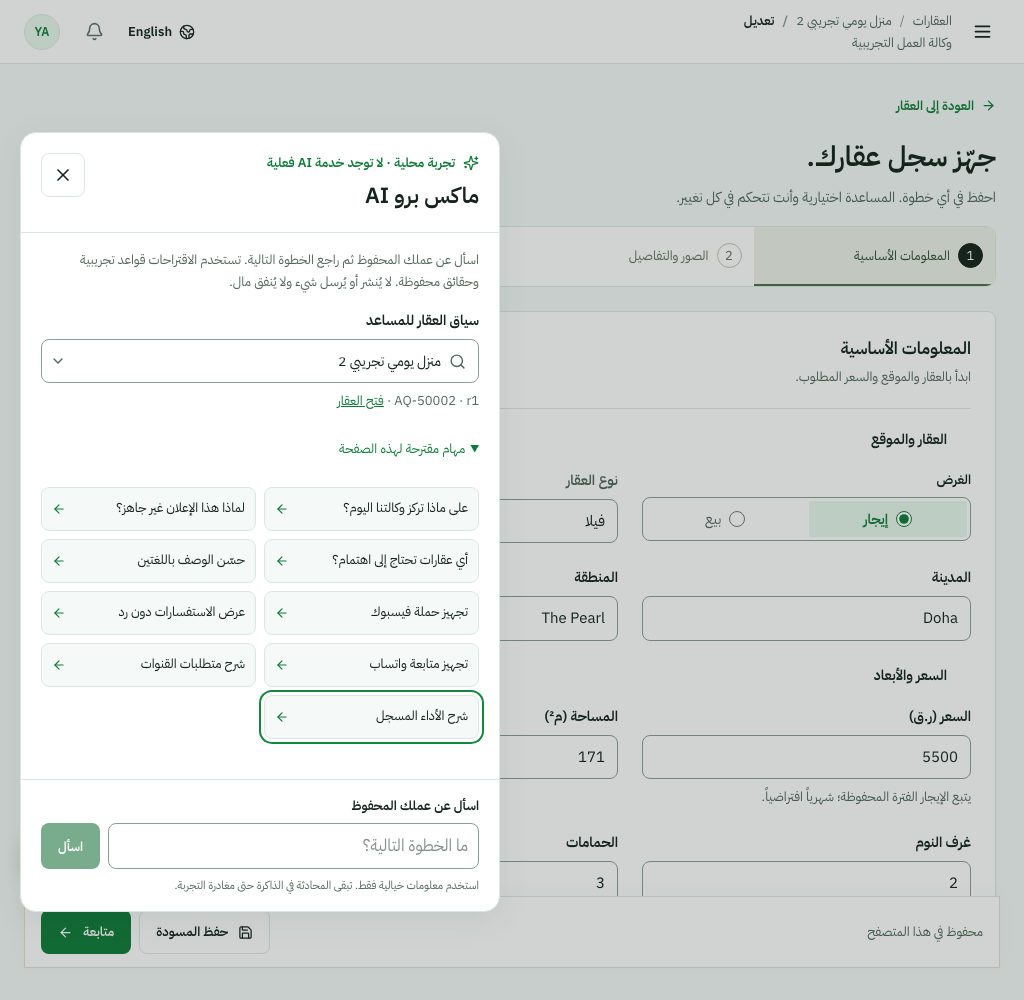 العقارات / منزل يومي تجريبي 2 / تعديل
وكالة العمل التجريبية
English
YA
العودة إلى العقار
جهّز سجل عقارك.
احفظ في أي خطوة. المساعدة اختيارية وأنت تتحكم في كل تغيير.
1 المعلومات الأساسية
2 الصور والتفاصيل
المعلومات الأساسية
ابدأ بالعقار والموقع والسعر المطلوب.
العقار والموقع
الغرض
نوع العقار
إيجار
بيع
فيلا
المدينة
المنطقة
Doha
The Pearl
السعر والأبعاد
السعر (ر.ق)
المساحة (م²)
5500
171
يتبع الإيجار الفترة المحفوظة؛ شهرياً افتراضياً.
غرف النوم
الحمامات
2
3
محفوظ في هذا المتصفح
حفظ المسودة
متابعة
تجربة محلية · لا توجد خدمة AI فعلية
ماكس برو AI
اسأل عن عملك المحفوظ ثم راجع الخطوة التالية. تستخدم الاقتراحات قواعد تجريبية
وحقائق محفوظة. لا يُنشر أو يُرسل شيء ولا يُنفق مال.
سياق العقار للمساعد
منزل يومي تجريبي 2
AQ-50002 · r1 · فتح العقار
مهام مقترحة لهذه الصفحة
على ماذا تركز وكالتنا اليوم؟
لماذا هذا الإعلان غير جاهز؟
أي عقارات تحتاج إلى اهتمام؟
حسّن الوصف باللغتين
تجهيز حملة فيسبوك
عرض الاستفسارات دون رد
تجهيز متابعة واتساب
شرح متطلبات القنوات
شرح الأداء المسجل
اسأل عن عملك المحفوظ
ما الخطوة التالية؟
اسأل
استخدم معلومات خيالية فقط. تبقى المحادثة في الذاكرة حتى مغادرة التجربة.